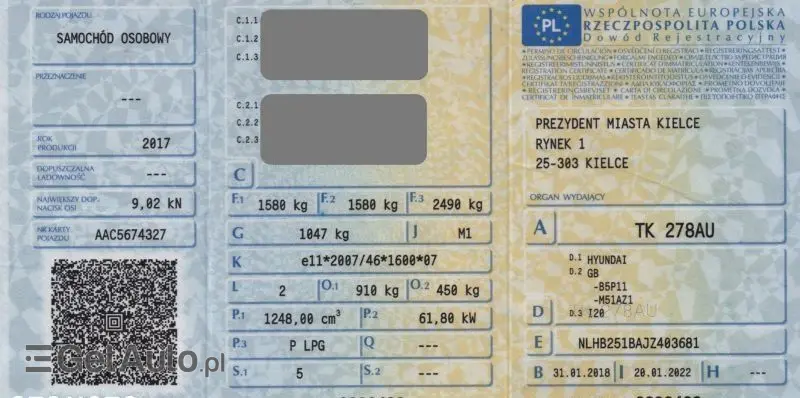 RODZAJ POJAZDU
SAMOCHÓD OSOBOWY
PRZEZNACZENIE
---
ROK PRODUKCJI
2017
DOPUSZCZALNA ŁADOWNOŚĆ
---
NAJWIĘKSZY DOP. NACISK OSI
9,02 kN
NR KARTY POJAZDU
AAC5674327
GetAuto.pl
C.1.1
C.1.2
C.1.3
C.2.1
C.2.2
C.2.3
C
F.1 1580 kg F.2 1580 kg F.3 2490 kg
G 1047 kg J M1
K e11*2007/46*1600*07
L 2 O.1 910 kg O.2 450 kg
P.1 1248,00 cm³ P.2 61,80 kW
P.3 P LPG Q ---
S.1 5 S.2 ---
PL
WSPÓLNOTA EUROPEJSKA
RZECZPOSPOLITA POLSKA
Dowód Rejestracyjny
PREZYDENT MIASTA KIELCE
RYNEK 1
25-303 KIELCE
ORGAN WYDAJĄCY
A TK 278AU
D.1 HYUNDAI
D.2 GB
-B5P11
-M51AZ1
D D.3 I20
E NLHB251BAJZ403681
B 31.01.2018 I 20.01.2022 H ---